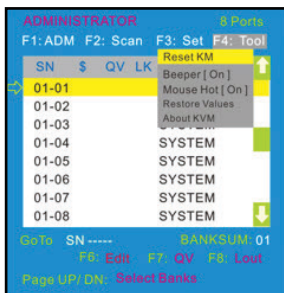 ADMINISTRATOR 8 Ports
F1: ADM F2: Scan F3: Set F4: Tool
SN $ QV LK
Reset KM
Beeper [ On ]
Mouse Hot [ On ]
Restore Values
About KVM
01-01
01-02
01-03 SYSTEM
01-04 SYSTEM
01-05 SYSTEM
01-06 SYSTEM
01-07 SYSTEM
01-08 SYSTEM
GoTo SN ----- BANKSUM: 01
F6: Edit F7: QV F8: Lout
Page UP/ DN: Select Banks